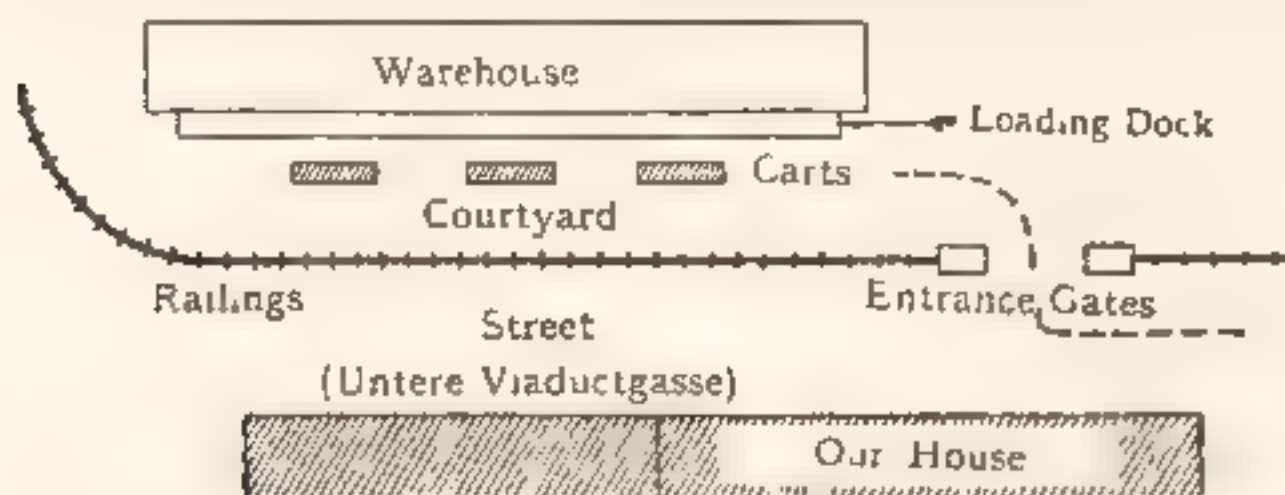 Warehouse
Loading Dock
Carts
Courtyard
Railings
Entrance Gates
Street
(Untere Viaductgasse)
Our House